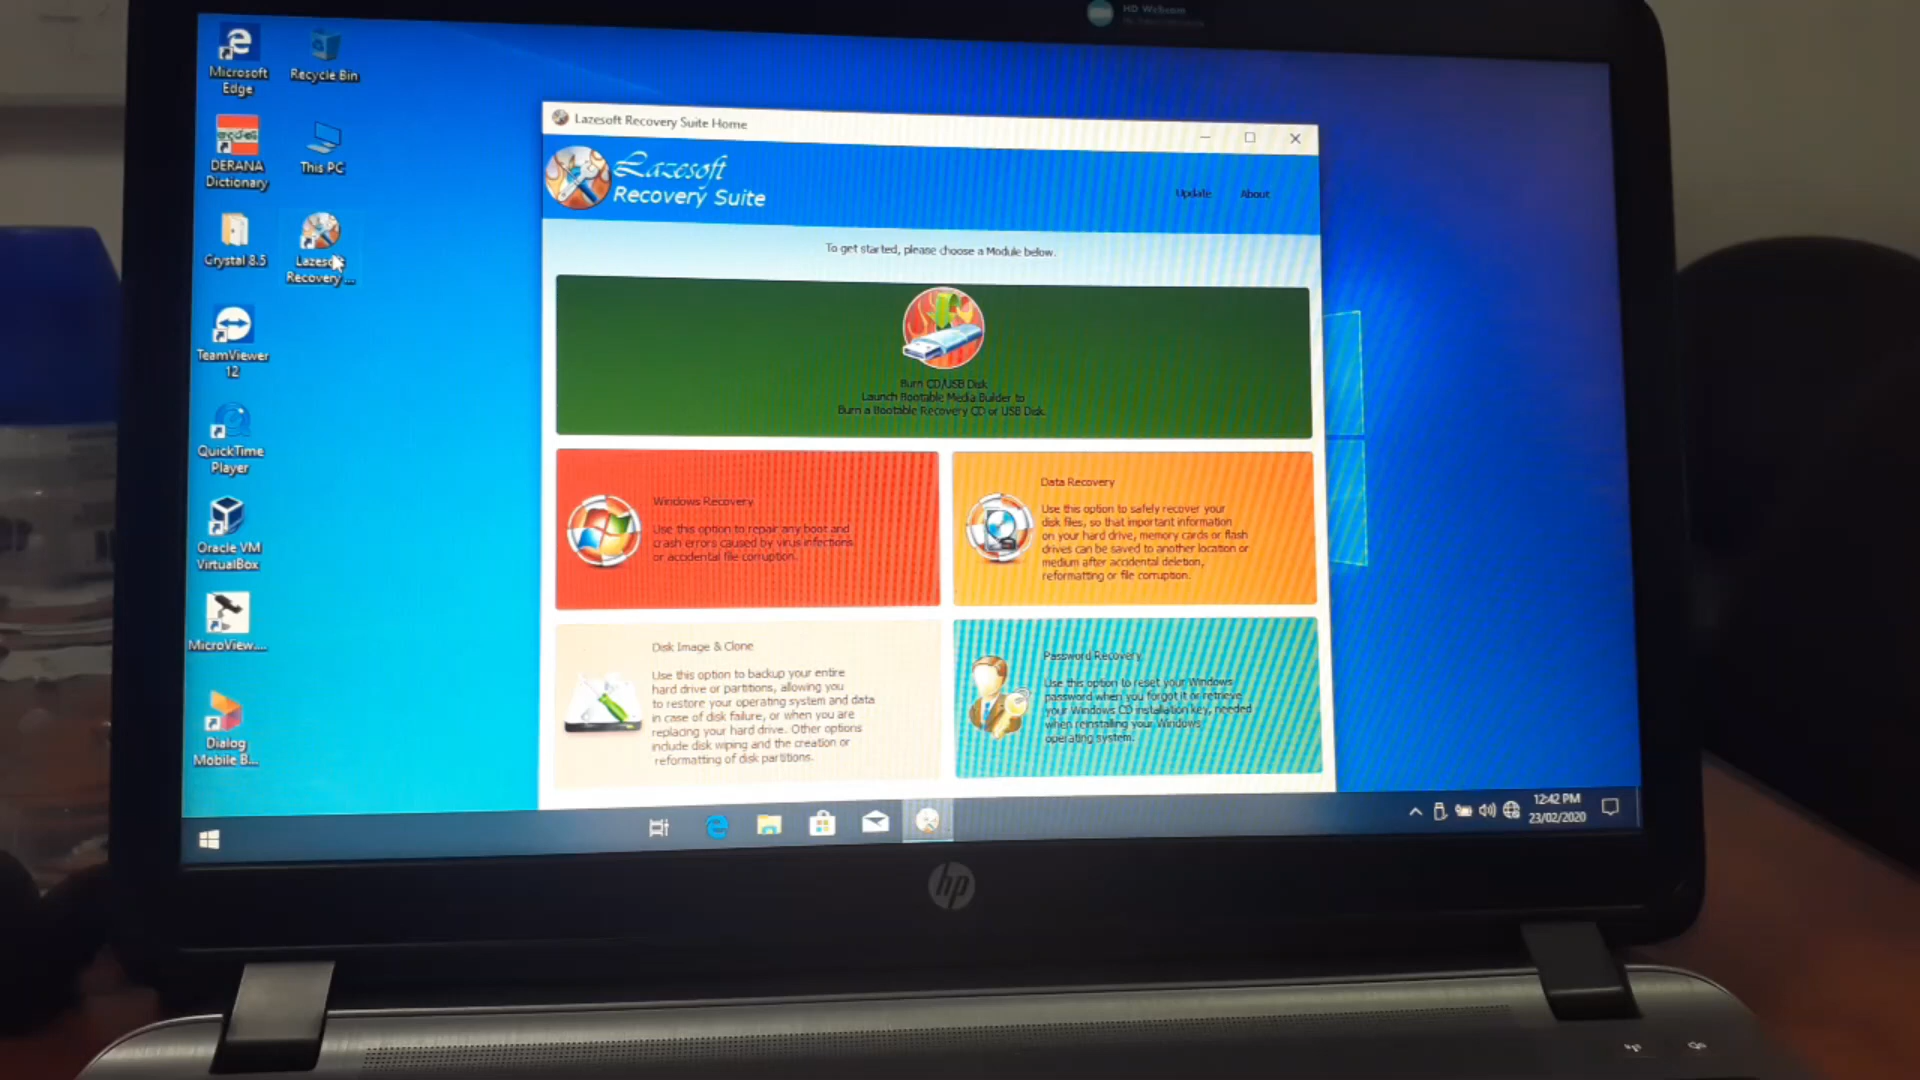 HD Webcam
Microsoft
Edge
Recycle Bin
DERANA
Dictionary
This PC
Crystal 8.5
Recovery ...
TeamViewer
12
QuickTime
Player
Oracle VM
VirtualBox
MicroView....
Dialog
Mobile B...
Lazesoft Recovery Suite Home
Lazesoft
Recovery Suite
Update
About
To get started, please choose a Module below.
Burn CD/USB Disk
Launch Bootable Media Builder to
Burn a Bootable Recovery CD or USB Disk
Windows Recovery
Use this option to repair any boot and
crash errors caused by virus infections
or accidental file corruption.
Data Recovery
Use this option to safely recover your
disk files, so that important information
on your hard drive, memory cards or flash
drives can be saved to another location or
medium after accidental deletion,
reformatting or file corruption.
Disk Image & Clone
Use this option to backup your entire
hard drive or partitions, allowing you
to restore your operating system and data
in case of disk failure, or when you are
replacing your hard drive. Other options
include disk wiping and the creation or
reformatting of disk partitions.
Password Recovery
Use this option to reset your Windows
password when you forgot it or retrieve
your Windows CD installation key, needed
when reinstalling your Windows
operating system.
12:42 PM
23/02/2020
hp